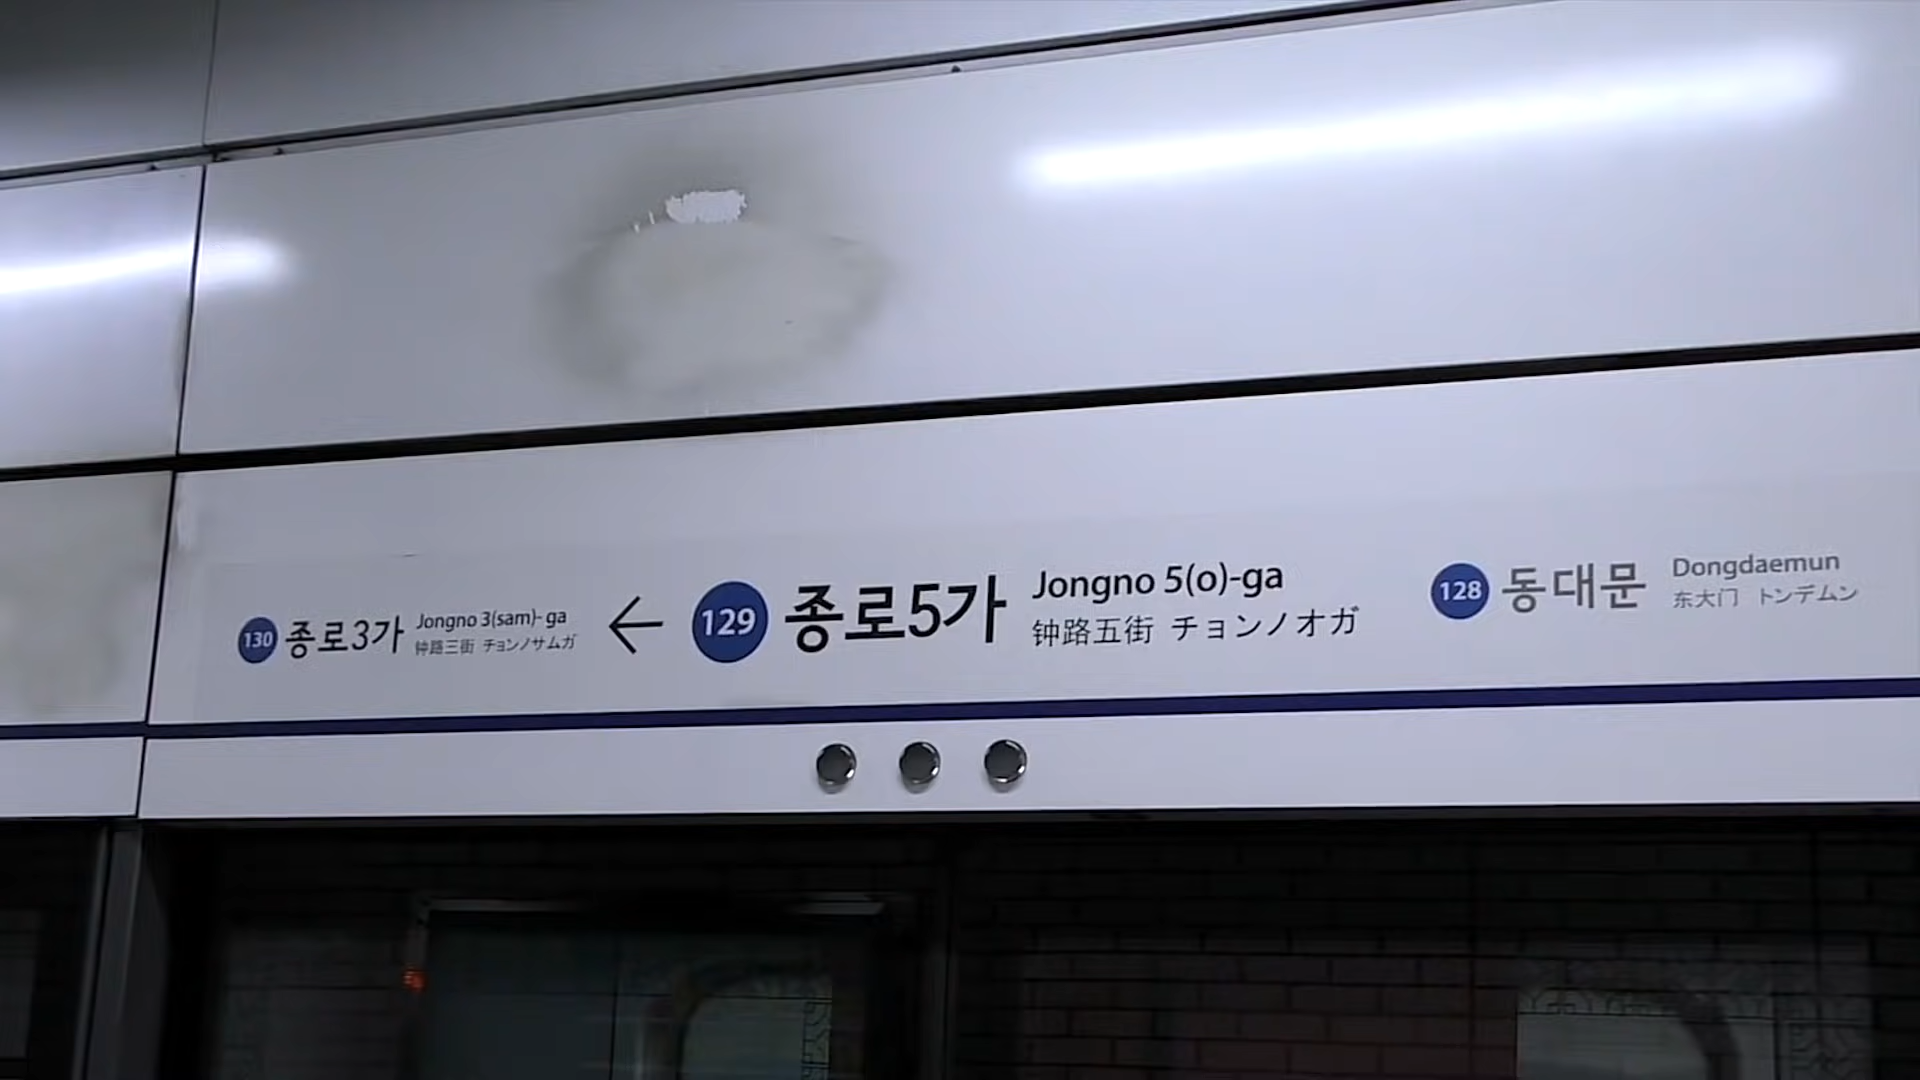 130 종로3가 Jongno 3(sam)-ga
钟路三街 チョンノサムガ
← 129 종로5가 Jongno 5(o)-ga
钟路五街 チョンノオガ
128 동대문 Dongdaemun
东大门 トンデムン